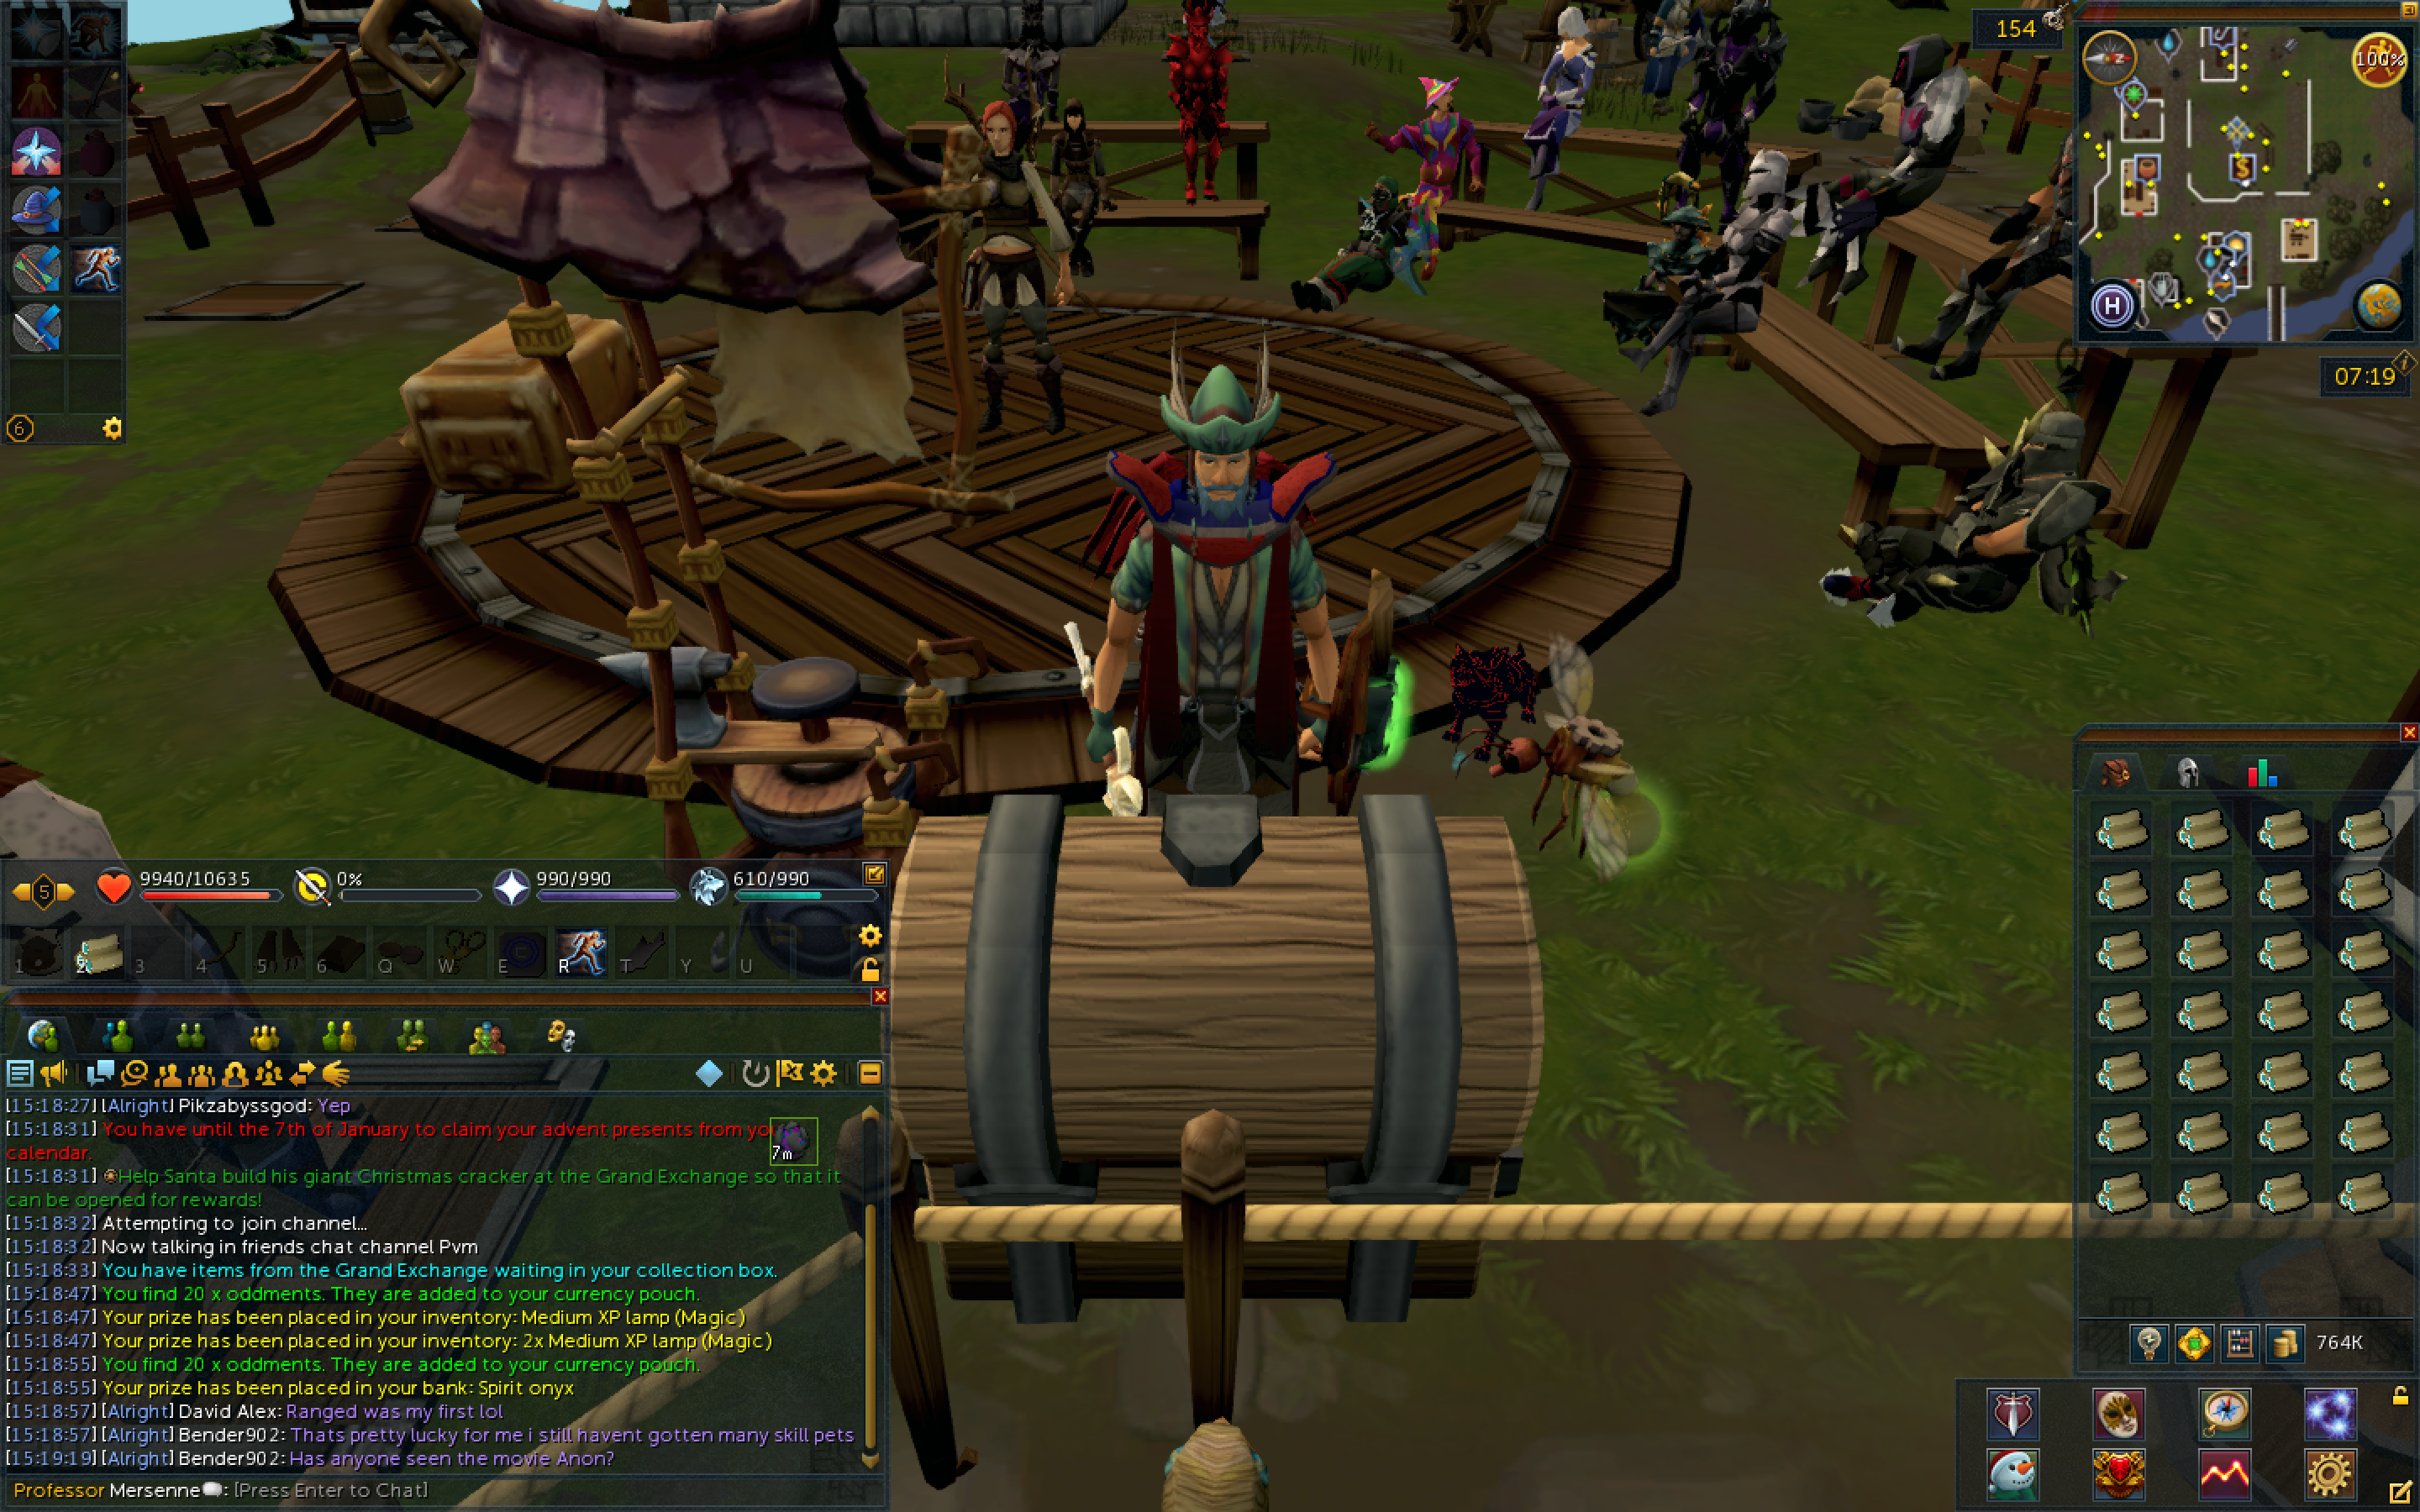 154
100%
H
07:19
6
5
9940/10635
0%
990/990
610/990
1
2
3
4
5
6
Q
W
E
R
T
Y
U
[15:18:27] [Alright] Pikzabyssgod: Yep
[15:18:31] You have until the 7th of January to claim your advent presents from
calendar.
7m
[15:18:31] Help Santa build his giant Christmas cracker at the Grand Exchange so that it
can be opened for rewards!
[15:18:32] Attempting to join channel...
[15:18:32] Now talking in friends chat channel Pvm
[15:18:33] You have items from the Grand Exchange waiting in your collection box.
[15:18:47] You find 20 x oddments. They are added to your currency pouch.
[15:18:47] Your prize has been placed in your inventory: Medium XP lamp (Magic)
[15:18:47] Your prize has been placed in your inventory: 2x Medium XP lamp (Magic)
[15:18:55] You find 20 x oddments. They are added to your currency pouch.
[15:18:55] Your prize has been placed in your bank: Spirit onyx
[15:18:57] [Alright] David Alex: Ranged was my first lol
[15:18:57] [Alright] Bender902: Thats pretty lucky for me i still havent gotten many skill pets
[15:19:19] [Alright] Bender902: Has anyone seen the movie Anon?
Professor Mersenne: [Press Enter to Chat]
764K